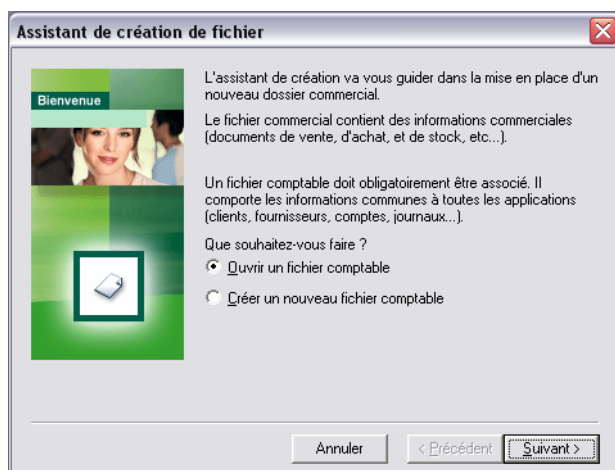 Assistant de création de fichier
Bienvenue
L'assistant de création va vous guider dans la mise en place d'un
nouveau dossier commercial.
Le fichier commercial contient des informations commerciales
(documents de vente, d'achat, et de stock, etc...).
Un fichier comptable doit obligatoirement être associé. Il
comporte les informations communes à toutes les applications
(clients, fournisseurs, comptes, journaux...).
Que souhaitez-vous faire ?
Ouvrir un fichier comptable
Créer un nouveau fichier comptable
Annuler
< Précédent
Suivant >